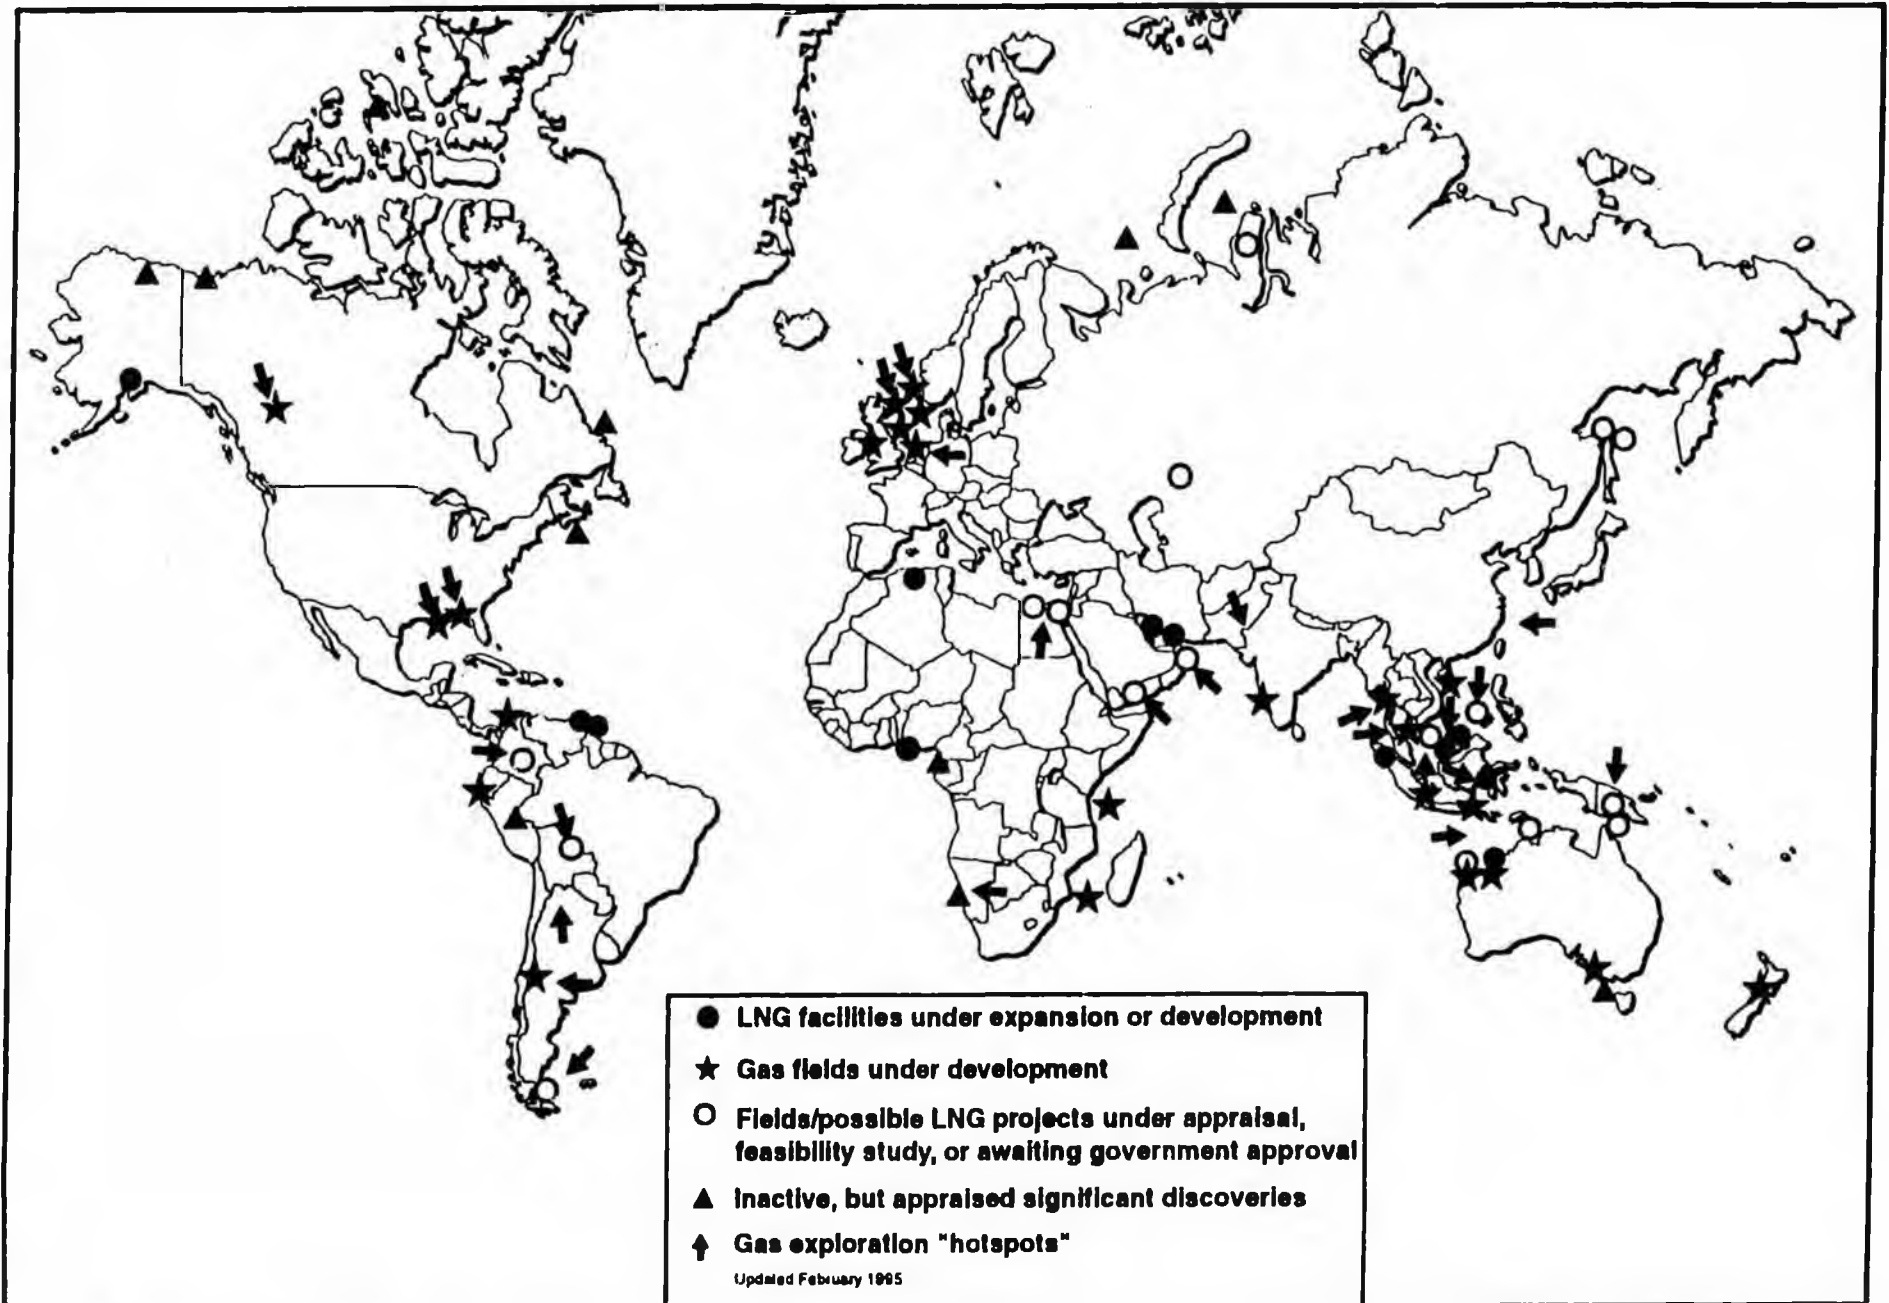 LNG facilities under expansion or development
Gas fields under development
Fields/possible LNG projects under appraisal,
feasibility study, or awaiting government approval
Inactive, but appraised significant discoveries
Gas exploration "hotspots"
Updated February 1995